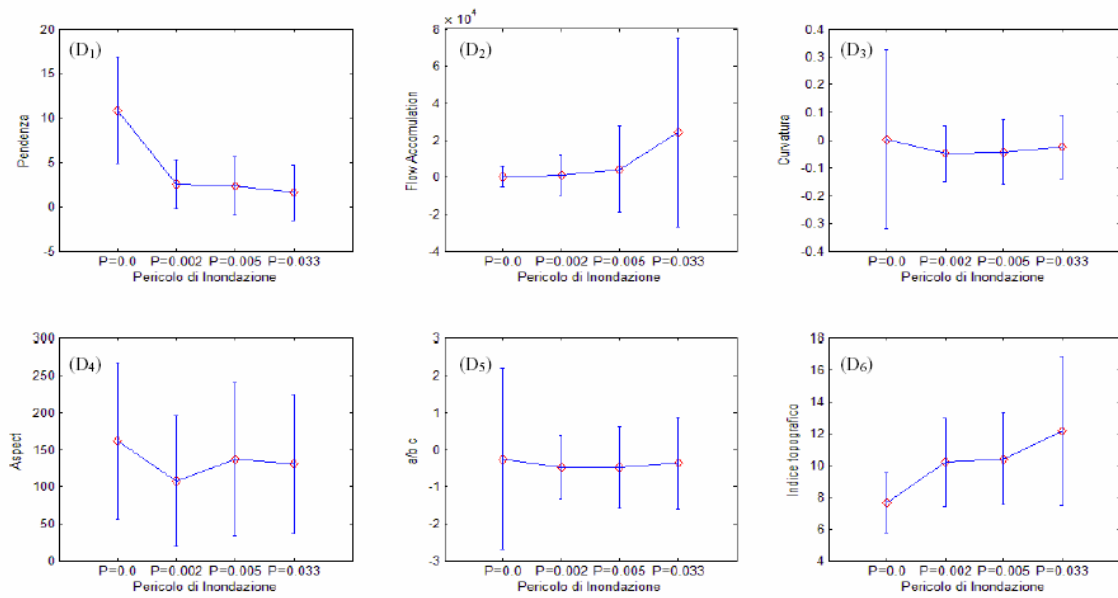 (D1)
20
15
10
5
0
-5
Pendenza
P=0.0 P=0.002 P=0.005 P=0.033
Pericolo di Inondazione
× 10^4
(D2)
8
6
4
2
0
-2
-4
Flow Accomulation
P=0.0 P=0.002 P=0.005 P=0.033
Pericolo di Inondazione
(D3)
0.4
0.3
0.2
0.1
0
-0.1
-0.2
-0.3
-0.4
Curvatura
P=0.0 P=0.002 P=0.005 P=0.033
Pericolo di Inondazione
(D4)
300
250
200
150
100
50
0
Aspect
P=0.0 P=0.002 P=0.005 P=0.033
Pericolo di Inondazione
(D5)
3
2
1
0
-1
-2
-3
P=0.0 P=0.002 P=0.005 P=0.033
Pericolo di Inondazione
(D6)
18
16
14
12
10
8
6
4
Indice topografico
P=0.0 P=0.002 P=0.005 P=0.033
Pericolo di Inondazione